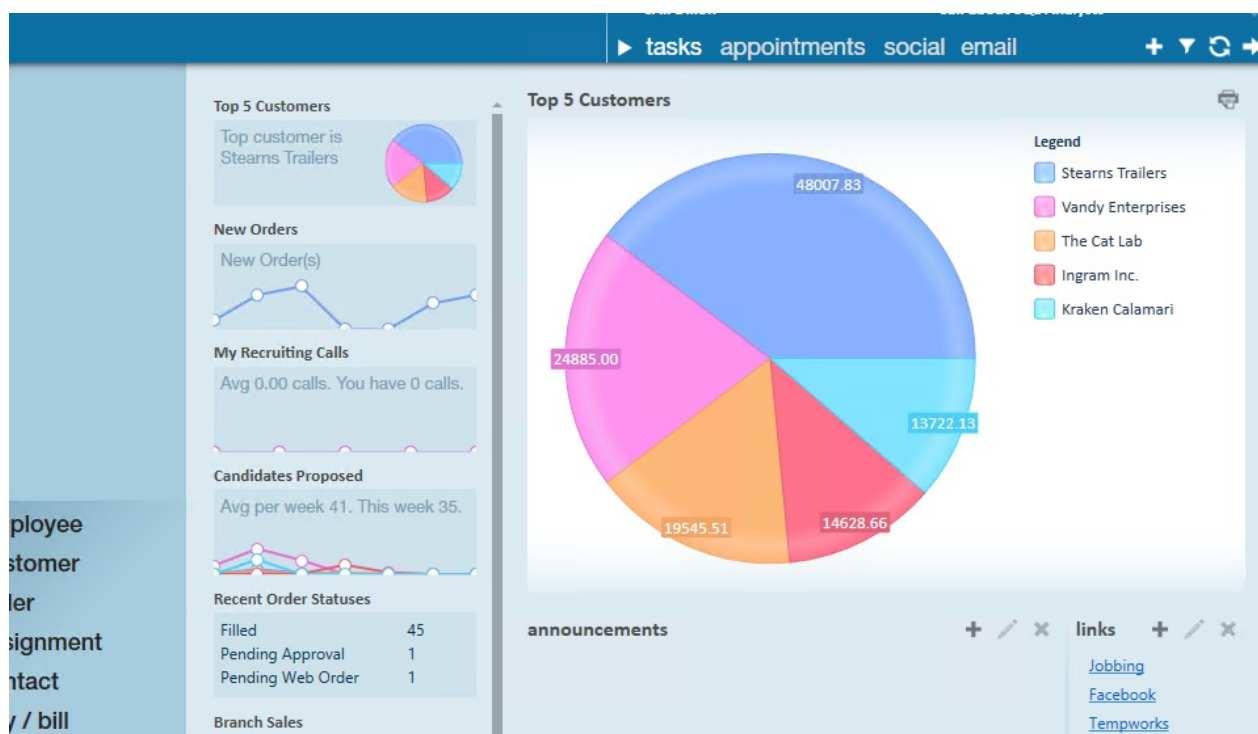 tasks appointments social email
Top 5 Customers
Top customer is
Stearns Trailers
New Orders
New Order(s)
My Recruiting Calls
Avg 0.00 calls. You have 0 calls.
Candidates Proposed
Avg per week 41. This week 35.
Recent Order Statuses
Filled 45
Pending Approval 1
Pending Web Order 1
Branch Sales
Top 5 Customers
48007.83
24885.00
13722.13
19545.51
14628.66
Legend
Stearns Trailers
Vandy Enterprises
The Cat Lab
Ingram Inc.
Kraken Calamari
ployee
stomer
ler
signment
ntact
/ bill
announcements
links
Jobbing
Facebook
Tempworks